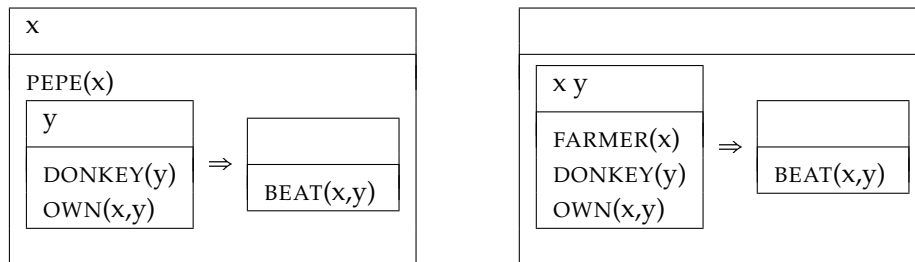 x
PEPE(x)
y
DONKEY(y)
OWN(x,y)
⇒
BEAT(x,y)
x y
FARMER(x)
DONKEY(y)
OWN(x,y)
⇒
BEAT(x,y)